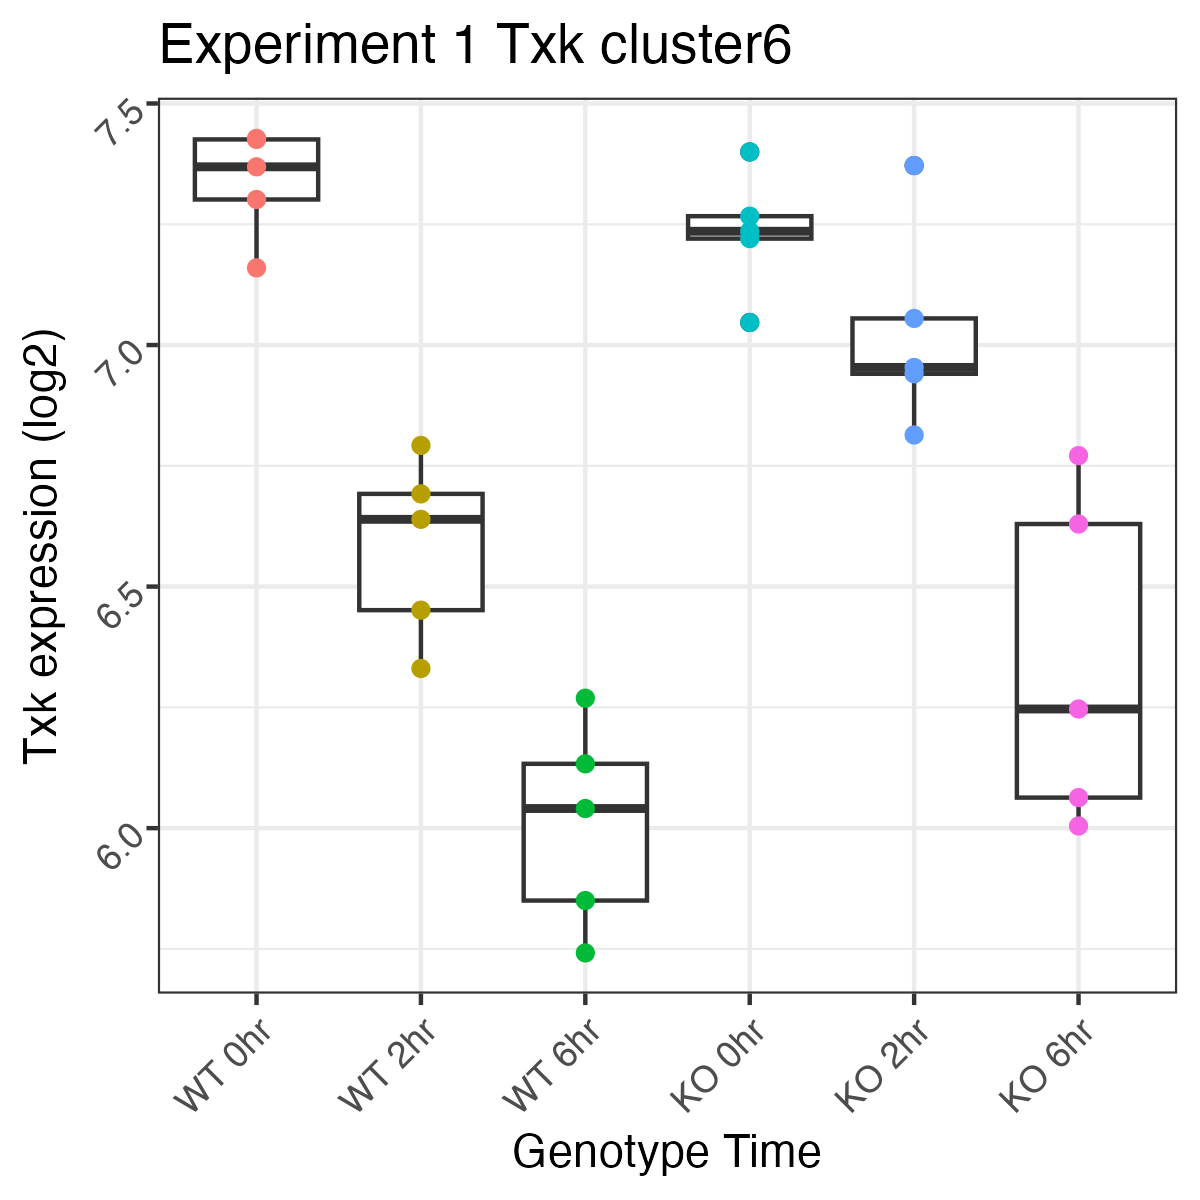 Experiment 1 Txk cluster6
Txk expression (log2)
7.5
7.0
6.5
6.0
WT 0hr
WT 2hr
WT 6hr
KO 0hr
KO 2hr
KO 6hr
Genotype Time